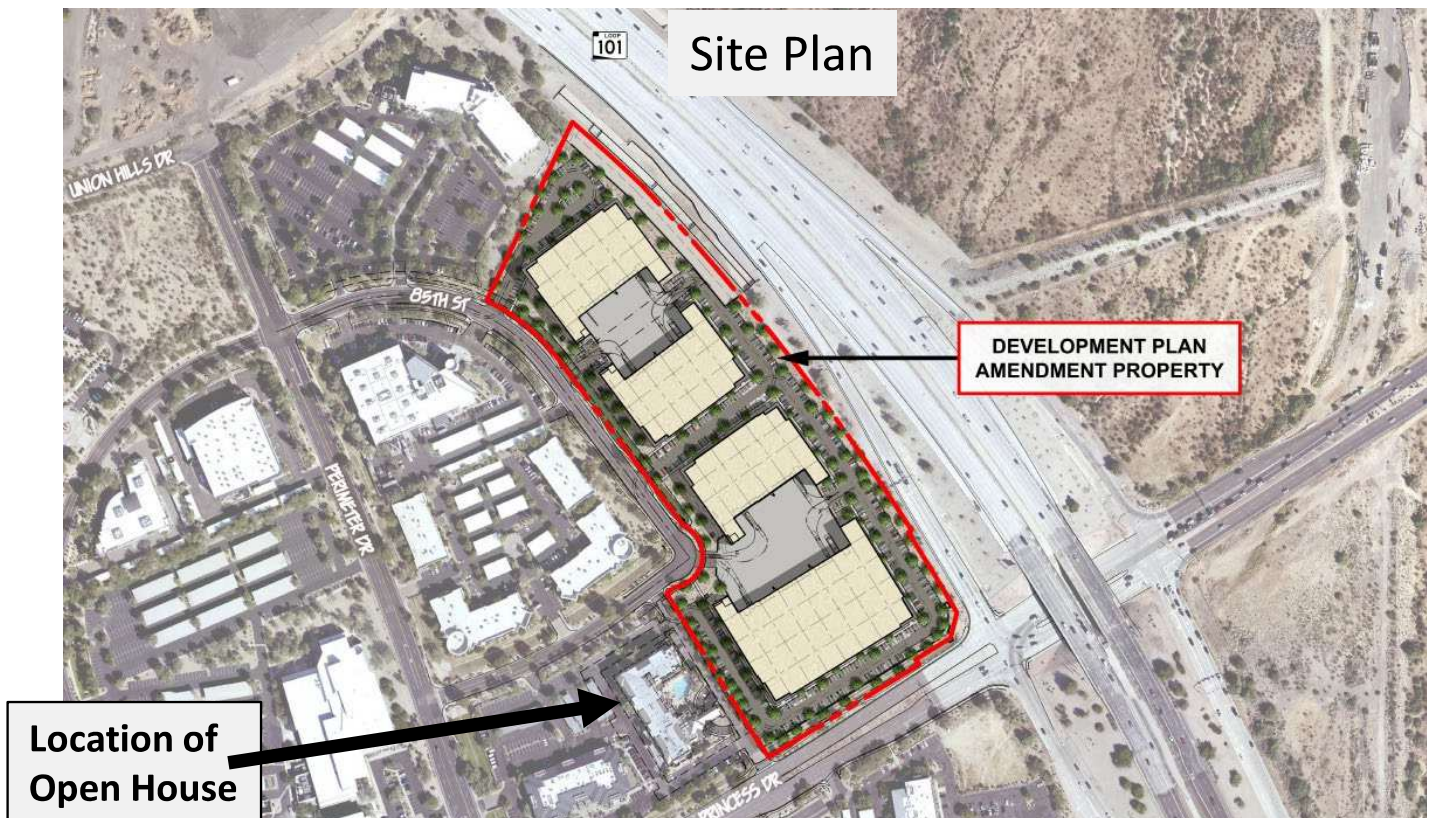 LOOP
101
Site Plan
UNION HILLS DR
85TH ST
DEVELOPMENT PLAN
AMENDMENT PROPERTY
PERIMETER DR
Location of
Open House
PRINCESS DR